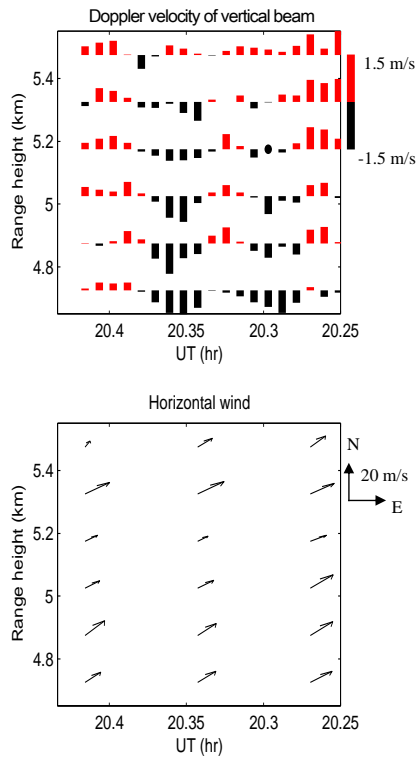 Doppler velocity of vertical beam
5.4
5.2
5
4.8
Range height (km)
20.4
20.35
20.3
20.25
UT (hr)
1.5 m/s
-1.5 m/s
Horizontal wind
5.4
5.2
5
4.8
Range height (km)
20.4
20.35
20.3
20.25
UT (hr)
N
20 m/s
E